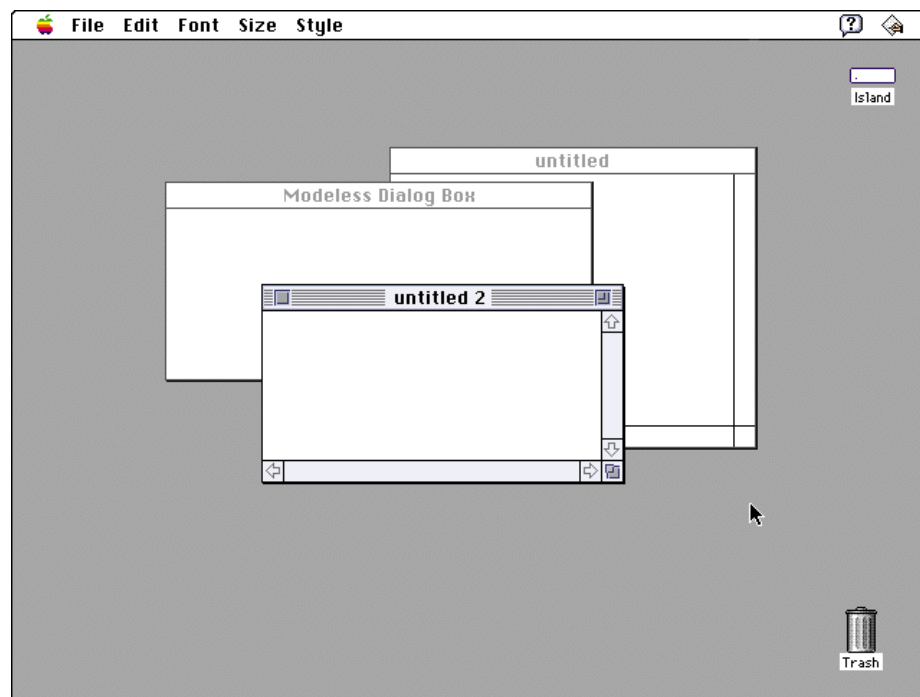 File Edit Font Size Style
Island
untitled
Modeless Dialog Box
untitled 2
Trash